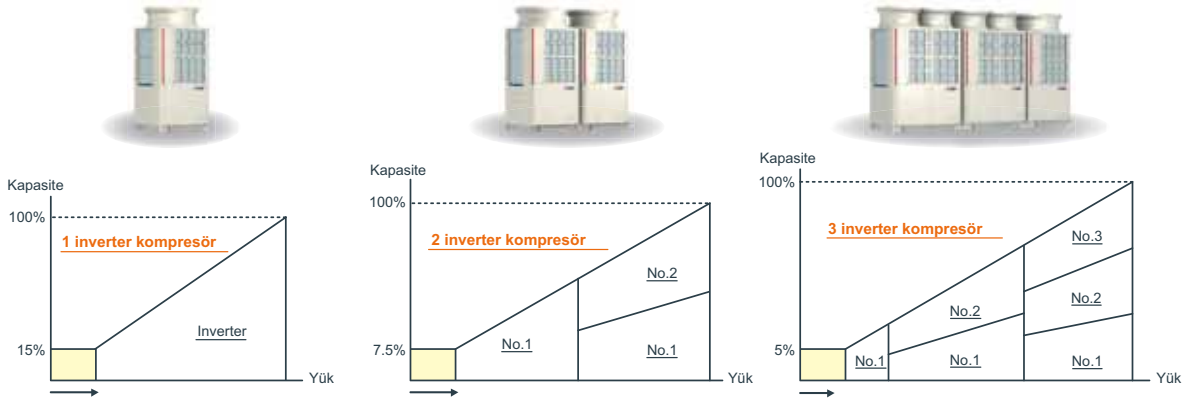 Kapasite
100%
1 inverter kompresör
Inverter
15%
Yük
Kapasite
100%
2 inverter kompresör
No.2
7.5%
No.1
No.1
Yük
Kapasite
100%
3 inverter kompresör
No.3
No.2
No.2
5%
No.1
No.1
No.1
Yük